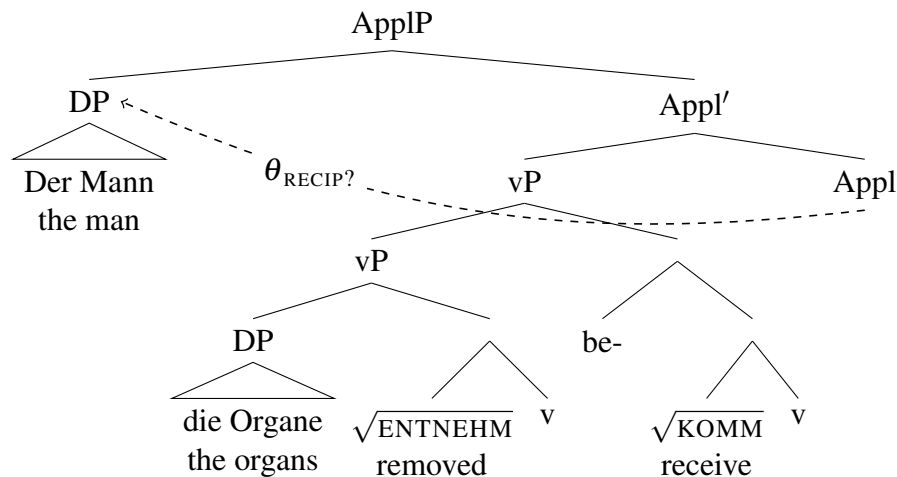 ApplP
DP
Appl′
Der Mann
the man
θRECIP?
vP
Appl
vP
DP
be-
die Organe
the organs
√ENTNEHM
removed
v
√KOMM
receive
v